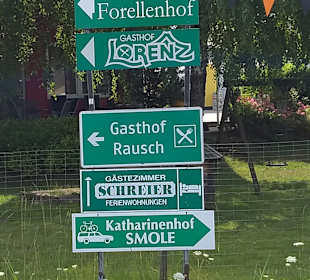 Forellenhof
GASTHOF
LORENZ
Gasthof
Rausch
GÄSTEZIMMER
SCHREIER
FERIENWOHNUNGEN
Katharinenhof
SMOLE